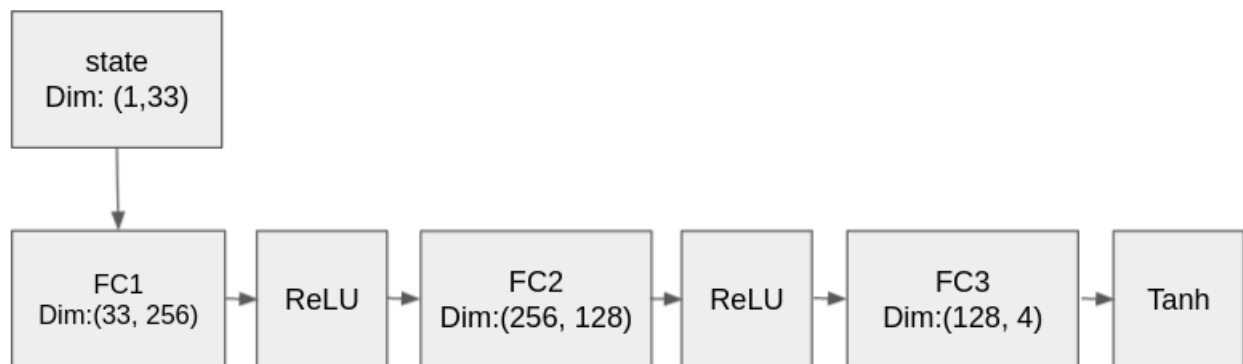 state
Dim: (1,33)
FC1
Dim:(33, 256)
ReLU
FC2
Dim:(256, 128)
ReLU
FC3
Dim:(128, 4)
Tanh